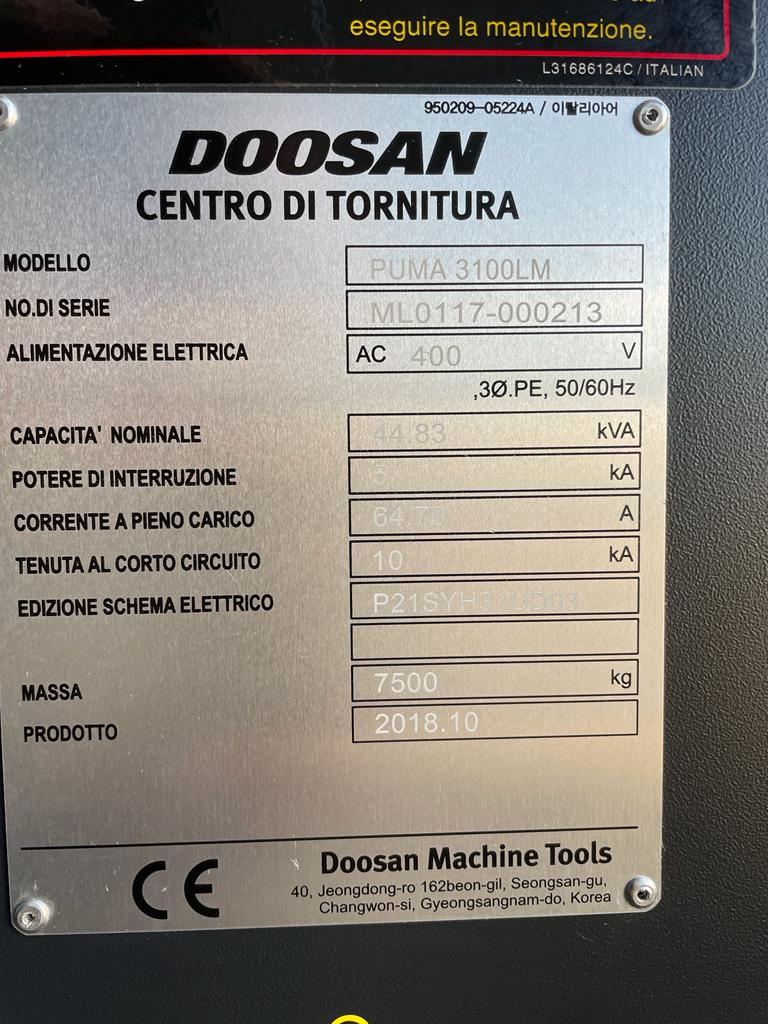 eseguire la manutenzione.
L31686124C / ITALIAN
950209-05224A / 이탈리아어
DOOSAN
CENTRO DI TORNITURA
MODELLO PUMA 3100LM
NO.DI SERIE ML0117-000213
ALIMENTAZIONE ELETTRICA AC 400 V
,3Ø.PE, 50/60Hz
CAPACITA' NOMINALE 44.83 kVA
POTERE DI INTERRUZIONE 5 kA
CORRENTE A PIENO CARICO 64.70 A
TENUTA AL CORTO CIRCUITO 10 kA
EDIZIONE SCHEMA ELETTRICO
MASSA 7500 kg
PRODOTTO 2018.10
CE
Doosan Machine Tools
40, Jeongdong-ro 162beon-gil, Seongsan-gu,
Changwon-si, Gyeongsangnam-do, Korea